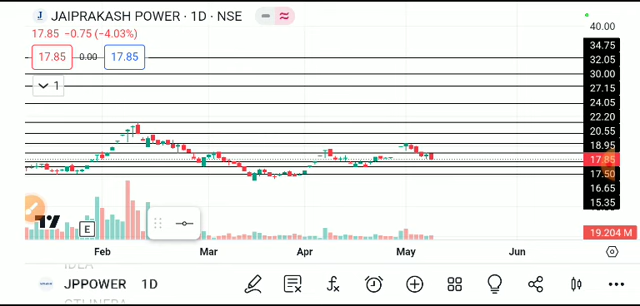 J JAIPRAKASH POWER · 1D · NSE
17.85 −0.75 (−4.03%)
17.85 0.00 17.85
1
40.00
34.75
32.05
30.00
27.15
24.05
22.20
20.55
18.95
17.85
17.50
16.65
15.35
E
19.204 M
Feb Mar Apr May Jun
IDEA
JPPOWER 1D